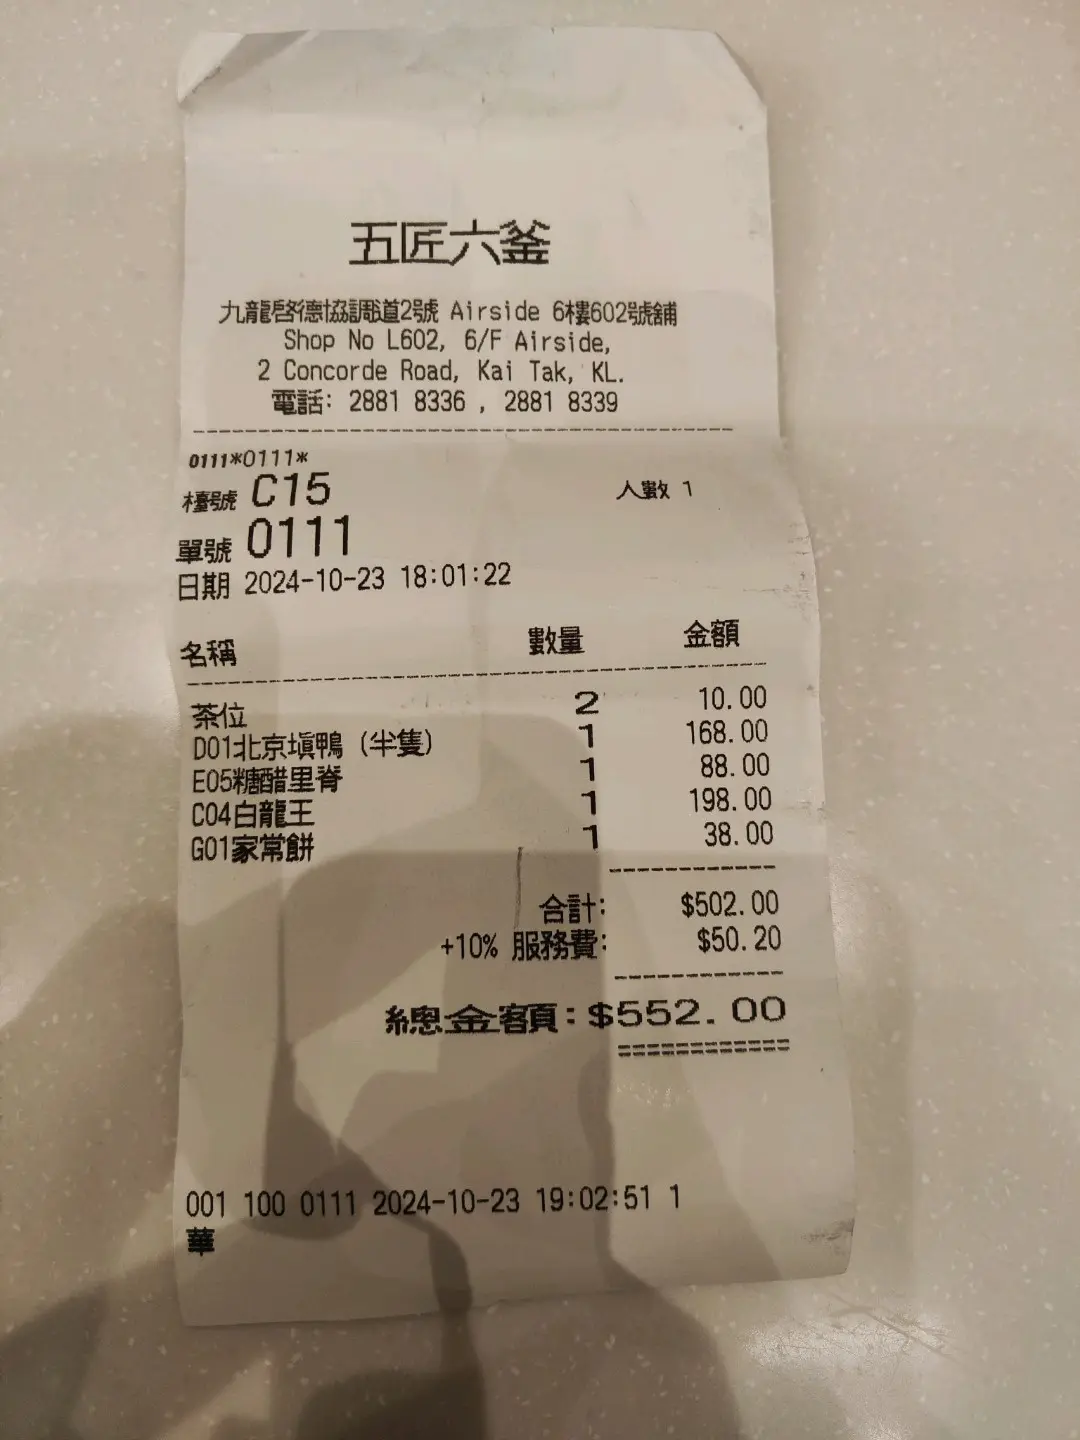 五匠六釜
九龍啓德協調道2號 Airside 6樓602號舖
Shop No L602, 6/F Airside,
2 Concorde Road, Kai Tak, KL.
電話: 2881 8336 , 2881 8339
0111*0111*
檯號 C15 人數 1
單號 0111
日期 2024-10-23 18:01:22
名稱 數量 金額
茶位 2 10.00
D01北京塡鴨 (半隻) 1 168.00
E05糖醋里脊 1 88.00
C04白龍王 1 198.00
G01家常餅 1 38.00
合計: $502.00
+10% 服務費: $50.20
總金額: $552.00
001 100 0111 2024-10-23 19:02:51 1
華